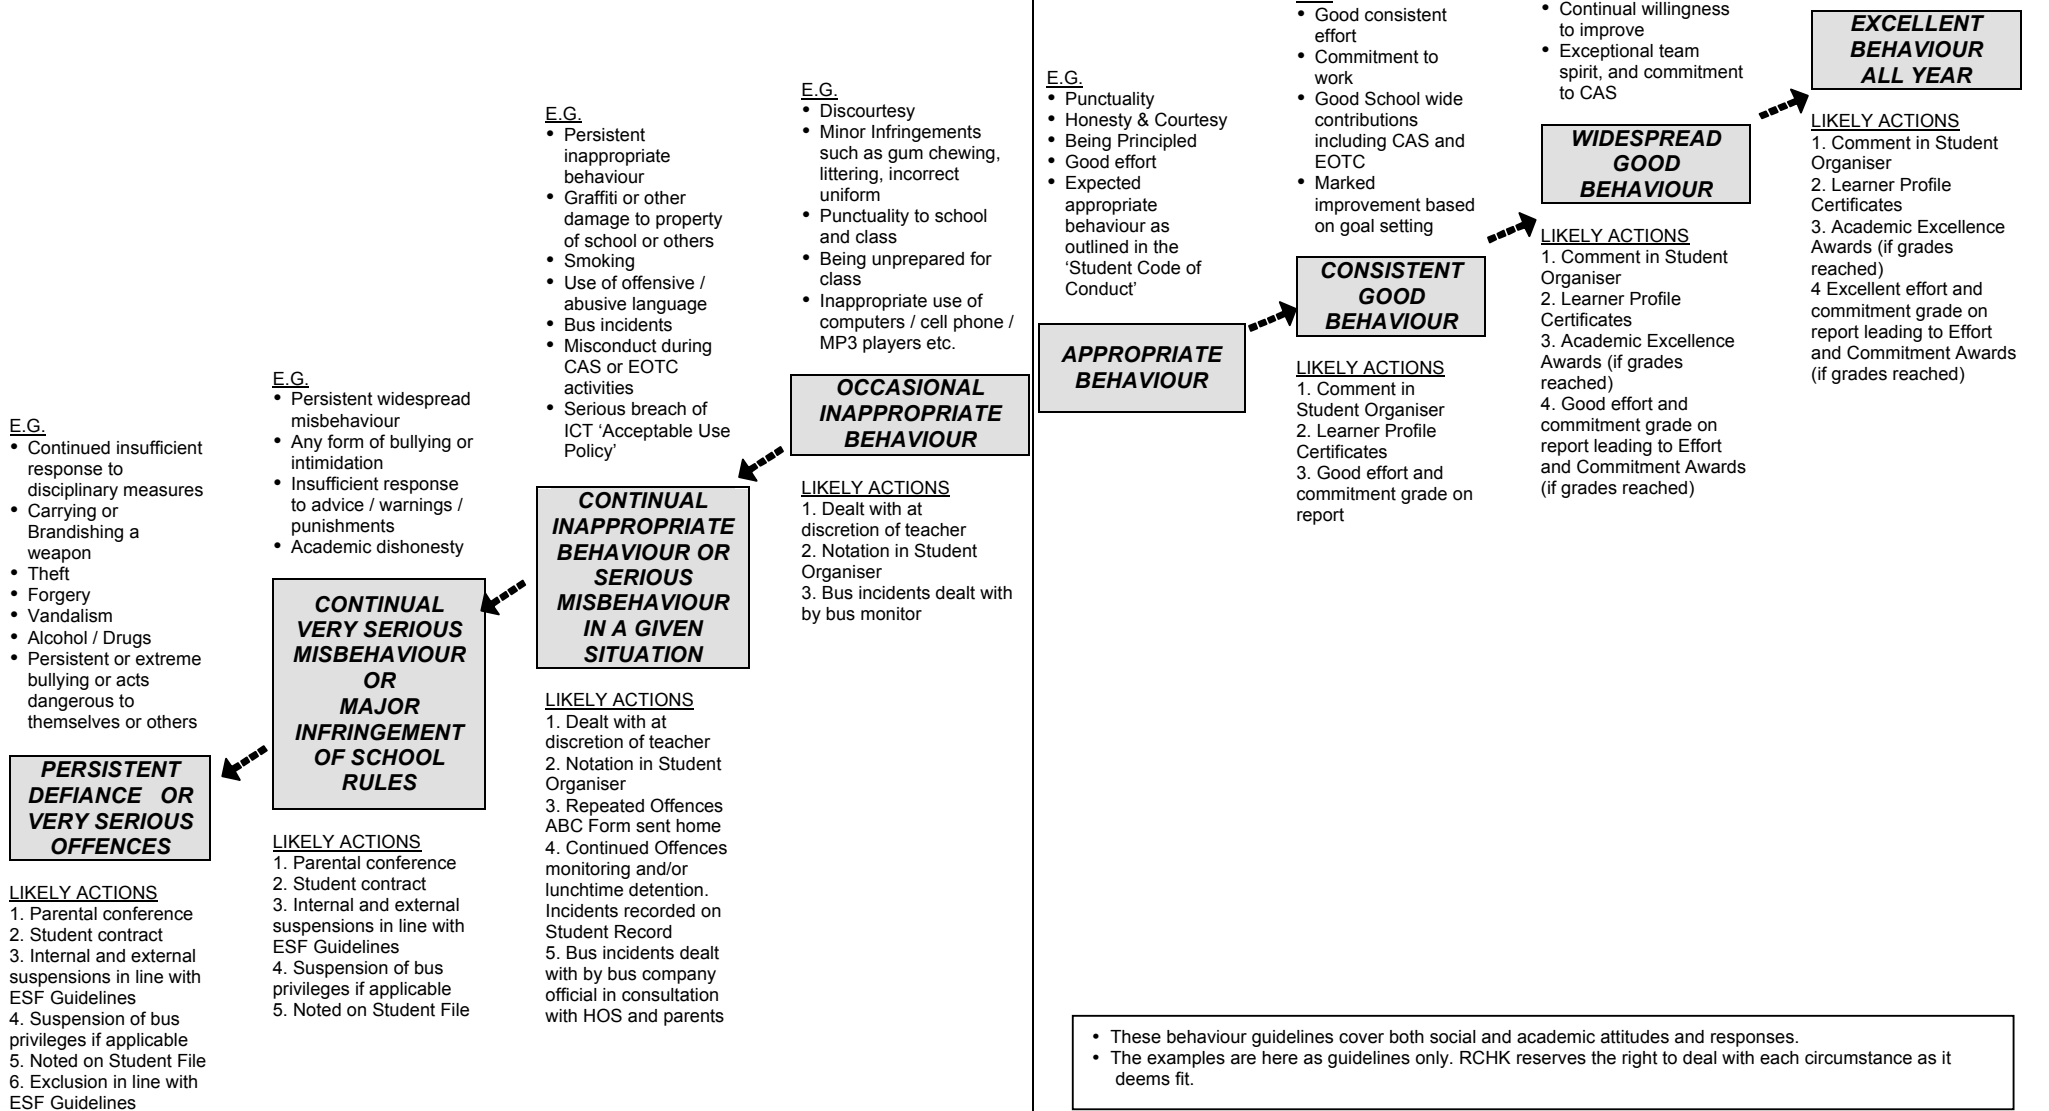 E.G.
• Continued insufficient
response to
disciplinary measures
• Carrying or
Brandishing a
weapon
• Theft
• Forgery
• Vandalism
• Alcohol / Drugs
• Persistent or extreme
bullying or acts
dangerous to
themselves or others
PERSISTENT
DEFIANCE OR
VERY SERIOUS
OFFENCES
LIKELY ACTIONS
1. Parental conference
2. Student contract
3. Internal and external
suspensions in line with
ESF Guidelines
4. Suspension of bus
privileges if applicable
5. Noted on Student File
6. Exclusion in line with
ESF Guidelines
E.G.
• Persistent widespread
misbehaviour
• Any form of bullying or
intimidation
• Insufficient response
to advice / warnings /
punishments
• Academic dishonesty
CONTINUAL
VERY SERIOUS
MISBEHAVIOUR
OR
MAJOR
INFRINGEMENT
OF SCHOOL
RULES
LIKELY ACTIONS
1. Parental conference
2. Student contract
3. Internal and external
suspensions in line with
ESF Guidelines
4. Suspension of bus
privileges if applicable
5. Noted on Student File
E.G.
• Persistent
inappropriate
behaviour
• Graffiti or other
damage to property
of school or others
• Smoking
• Use of offensive /
abusive language
• Bus incidents
• Misconduct during
CAS or EOTC
activities
• Serious breach of
ICT ‘Acceptable Use
Policy’
CONTINUAL
INAPPROPRIATE
BEHAVIOUR OR
SERIOUS
MISBEHAVIOUR
IN A GIVEN
SITUATION
LIKELY ACTIONS
1. Dealt with at
discretion of teacher
2. Notation in Student
Organiser
3. Repeated Offences
ABC Form sent home
4. Continued Offences
monitoring and/or
lunchtime detention.
Incidents recorded on
Student Record
5. Bus incidents dealt
with by bus company
official in consultation
with HOS and parents
E.G.
• Discourtesy
• Minor Infringements
such as gum chewing,
littering, incorrect
uniform
• Punctuality to school
and class
• Being unprepared for
class
• Inappropriate use of
computers / cell phone /
MP3 players etc.
OCCASIONAL
INAPPROPRIATE
BEHAVIOUR
LIKELY ACTIONS
1. Dealt with at
discretion of teacher
2. Notation in Student
Organiser
3. Bus incidents dealt with
by bus monitor
E.G.
• Punctuality
• Honesty & Courtesy
• Being Principled
• Good effort
• Expected
appropriate
behaviour as
outlined in the
‘Student Code of
Conduct’
APPROPRIATE
BEHAVIOUR
• Good consistent
effort
• Commitment to
work
• Good School wide
contributions
including CAS and
EOTC
• Marked
improvement based
on goal setting
CONSISTENT
GOOD
BEHAVIOUR
LIKELY ACTIONS
1. Comment in
Student Organiser
2. Learner Profile
Certificates
3. Good effort and
commitment grade on
report
• Continual willingness
to improve
• Exceptional team
spirit, and commitment
to CAS
WIDESPREAD
GOOD
BEHAVIOUR
LIKELY ACTIONS
1. Comment in Student
Organiser
2. Learner Profile
Certificates
3. Academic Excellence
Awards (if grades
reached)
4. Good effort and
commitment grade on
report leading to Effort
and Commitment Awards
(if grades reached)
EXCELLENT
BEHAVIOUR
ALL YEAR
LIKELY ACTIONS
1. Comment in Student
Organiser
2. Learner Profile
Certificates
3. Academic Excellence
Awards (if grades
reached)
4 Excellent effort and
commitment grade on
report leading to Effort
and Commitment Awards
(if grades reached)
• These behaviour guidelines cover both social and academic attitudes and responses.
• The examples are here as guidelines only. RCHK reserves the right to deal with each circumstance as it
deems fit.